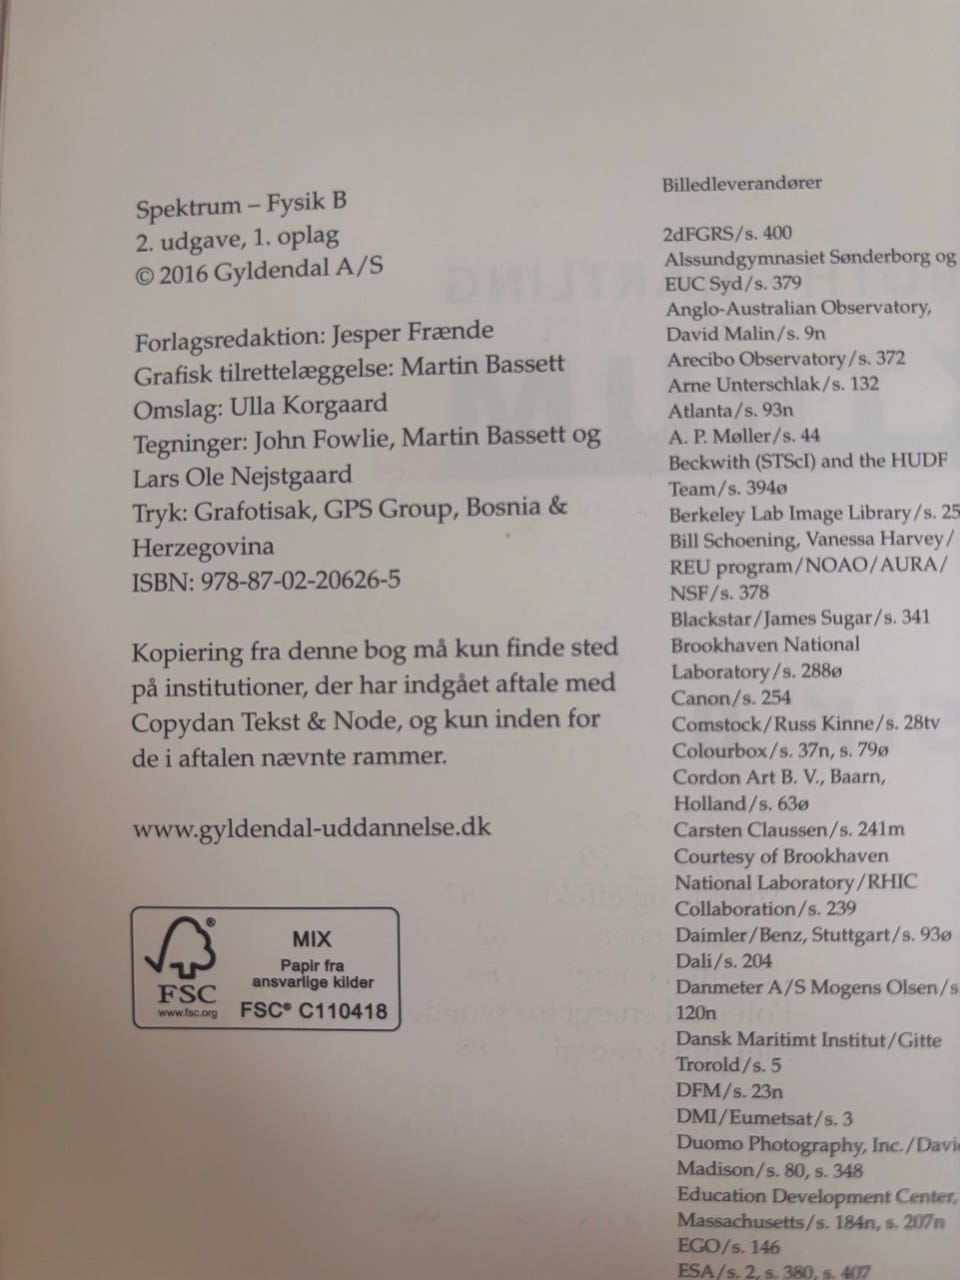 Spektrum – Fysik B
2. udgave, 1. oplag
© 2016 Gyldendal A/S
Forlagsredaktion: Jesper Frænde
Grafisk tilrettelæggelse: Martin Bassett
Omslag: Ulla Korgaard
Tegninger: John Fowlie, Martin Bassett og
Lars Ole Nejstgaard
Tryk: Grafotisak, GPS Group, Bosnia &
Herzegovina
ISBN: 978-87-02-20626-5
Kopiering fra denne bog må kun finde sted
på institutioner, der har indgået aftale med
Copydan Tekst & Node, og kun inden for
de i aftalen nævnte rammer.
www.gyldendal-uddannelse.dk
®
FSC
www.fsc.org
MIX
Papir fra
ansvarlige kilder
FSC® C110418
Billedleverandører
2dFGRS/s. 400
Alssundgymnasiet Sønderborg og
EUC Syd/s. 379
Anglo-Australian Observatory,
David Malin/s. 9n
Arecibo Observatory/s. 372
Arne Unterschlak/s. 132
Atlanta/s. 93n
A. P. Møller/s. 44
Beckwith (STScI) and the HUDF
Team/s. 394ø
Berkeley Lab Image Library/s. 25
Bill Schoening, Vanessa Harvey/
REU program/NOAO/AURA/
NSF/s. 378
Blackstar/James Sugar/s. 341
Brookhaven National
Laboratory/s. 288ø
Canon/s. 254
Comstock/Russ Kinne/s. 28tv
Colourbox/s. 37n, s. 79ø
Cordon Art B. V., Baarn,
Holland/s. 63ø
Carsten Claussen/s. 241m
Courtesy of Brookhaven
National Laboratory/RHIC
Collaboration/s. 239
Daimler/Benz, Stuttgart/s. 93ø
Dali/s. 204
Danmeter A/S Mogens Olsen/s.
120n
Dansk Maritimt Institut/Gitte
Trorold/s. 5
DFM/s. 23n
DMI/Eumetsat/s. 3
Duomo Photography, Inc./Davi
Madison/s. 80, s. 348
Education Development Center,
Massachusetts/s. 184n, s. 207n
EGO/s. 146
ESA/s. 2, s. 380, s. 407